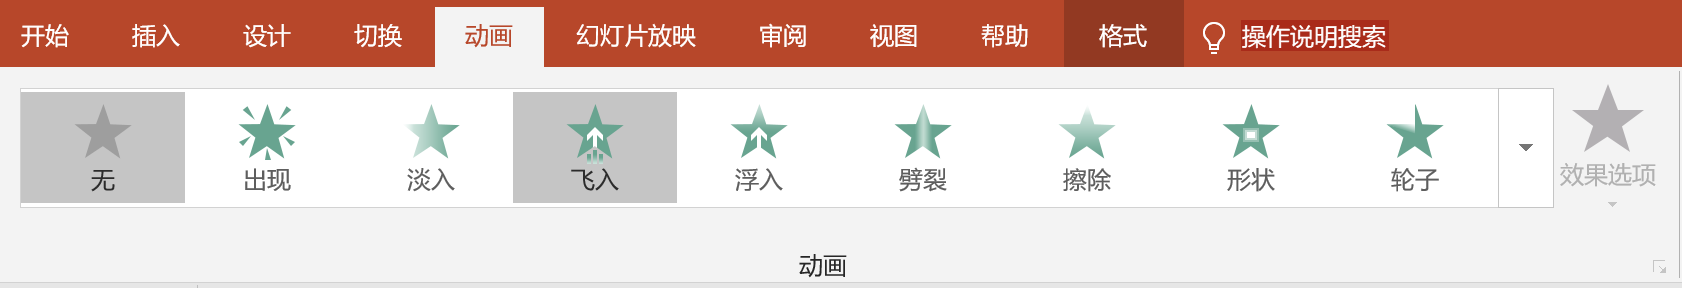 开始 插入 设计 切换 动画 幻灯片放映 审阅 视图 帮助 格式 操作说明搜索
无 出现 淡入 飞入 浮入 劈裂 擦除 形状 轮子 效果选项
动画